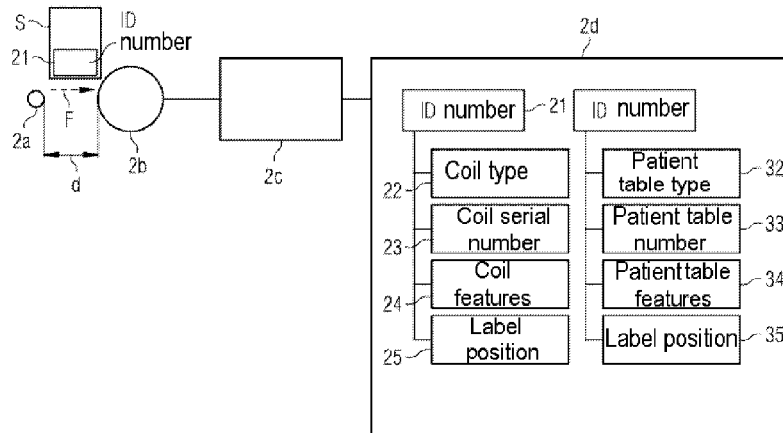 S
ID
number
21
F
2a
d
2b
2c
2d
ID number
21
ID number
Coil type
22
Patient
table type
32
Coil serial
number
23
Patient table
number
33
Coil
features
24
Patient table
features
34
Label
position
25
Label position
35